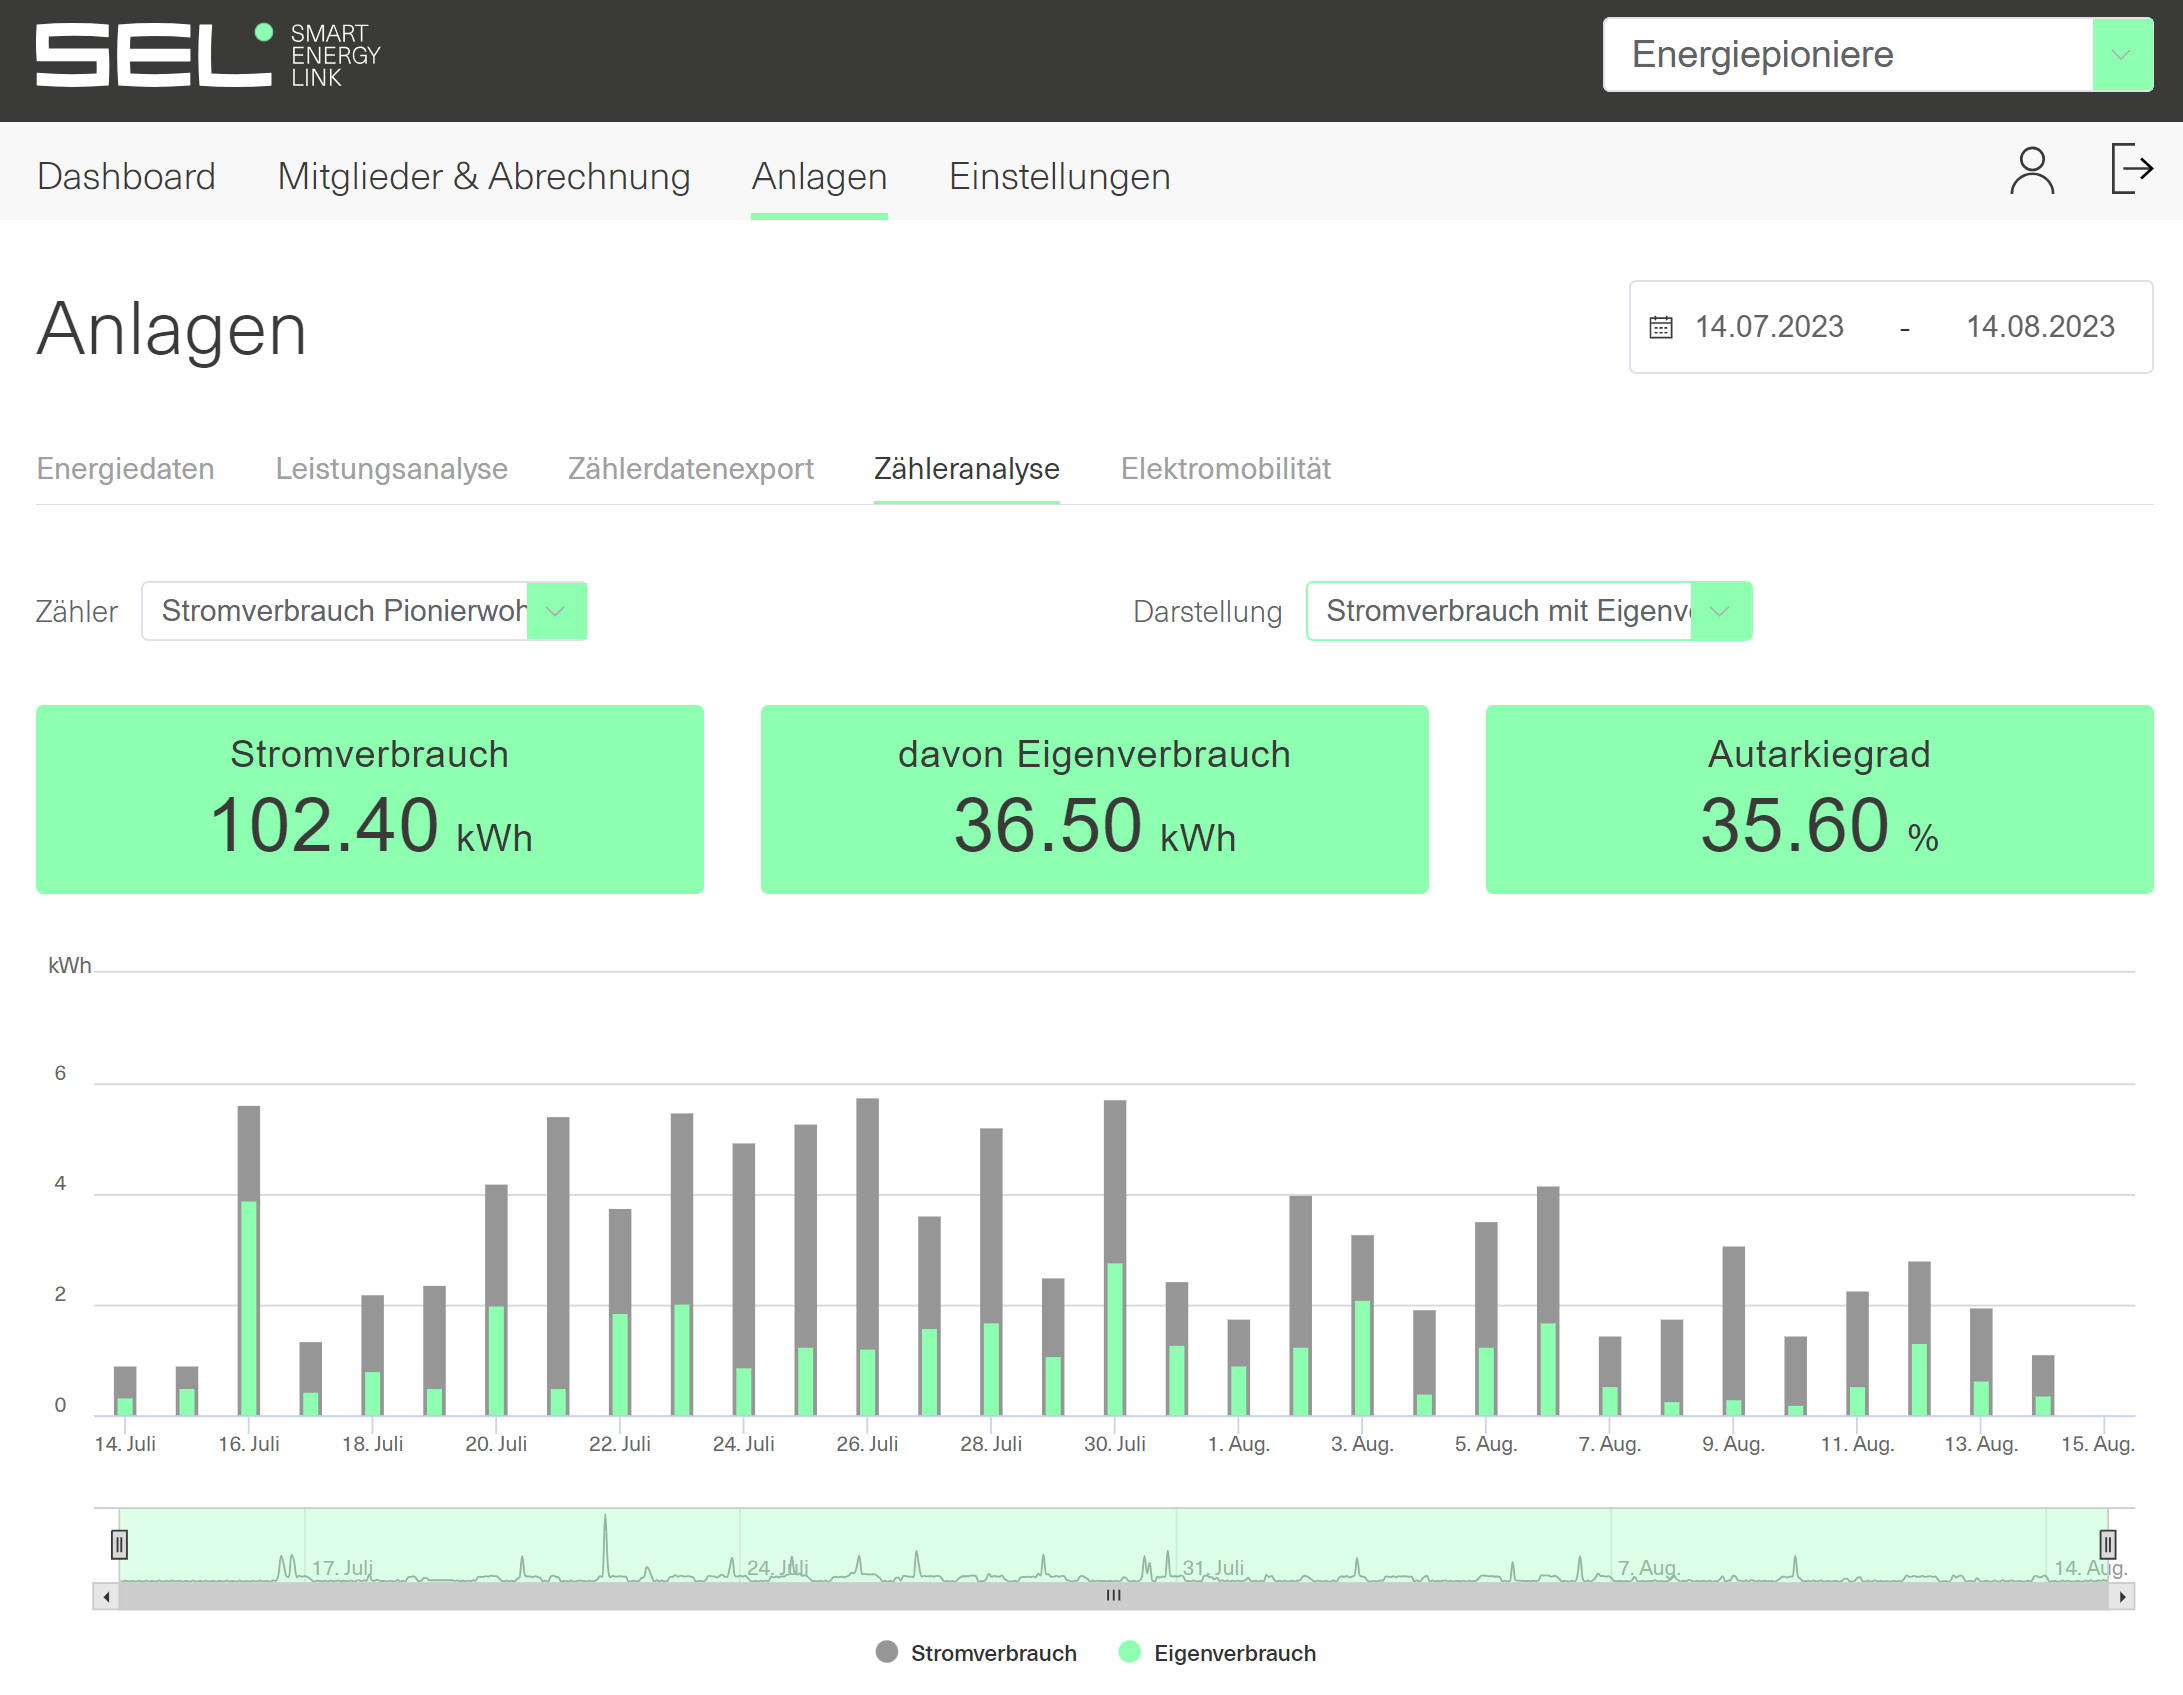 SEL SMART
ENERGY
LINK
Energiepioniere
Dashboard Mitglieder & Abrechnung Anlagen Einstellungen
Anlagen
14.07.2023 - 14.08.2023
Energiedaten Leistungsanalyse Zählerdatenexport Zähleranalyse Elektromobilität
Zähler Stromverbrauch Pionierwoh Darstellung Stromverbrauch mit Eigenv
Stromverbrauch davon Eigenverbrauch Autarkiegrad
102.40 kWh 36.50 kWh 35.60 %
kWh
6
4
2
0
14. Juli 16. Juli 18. Juli 20. Juli 22. Juli 24. Juli 26. Juli 28. Juli 30. Juli 1. Aug. 3. Aug. 5. Aug. 7. Aug. 9. Aug. 11. Aug. 13. Aug. 15. Aug.
17. Juli 24. Juli 31. Juli 7. Aug. 14. Aug.
Stromverbrauch Eigenverbrauch